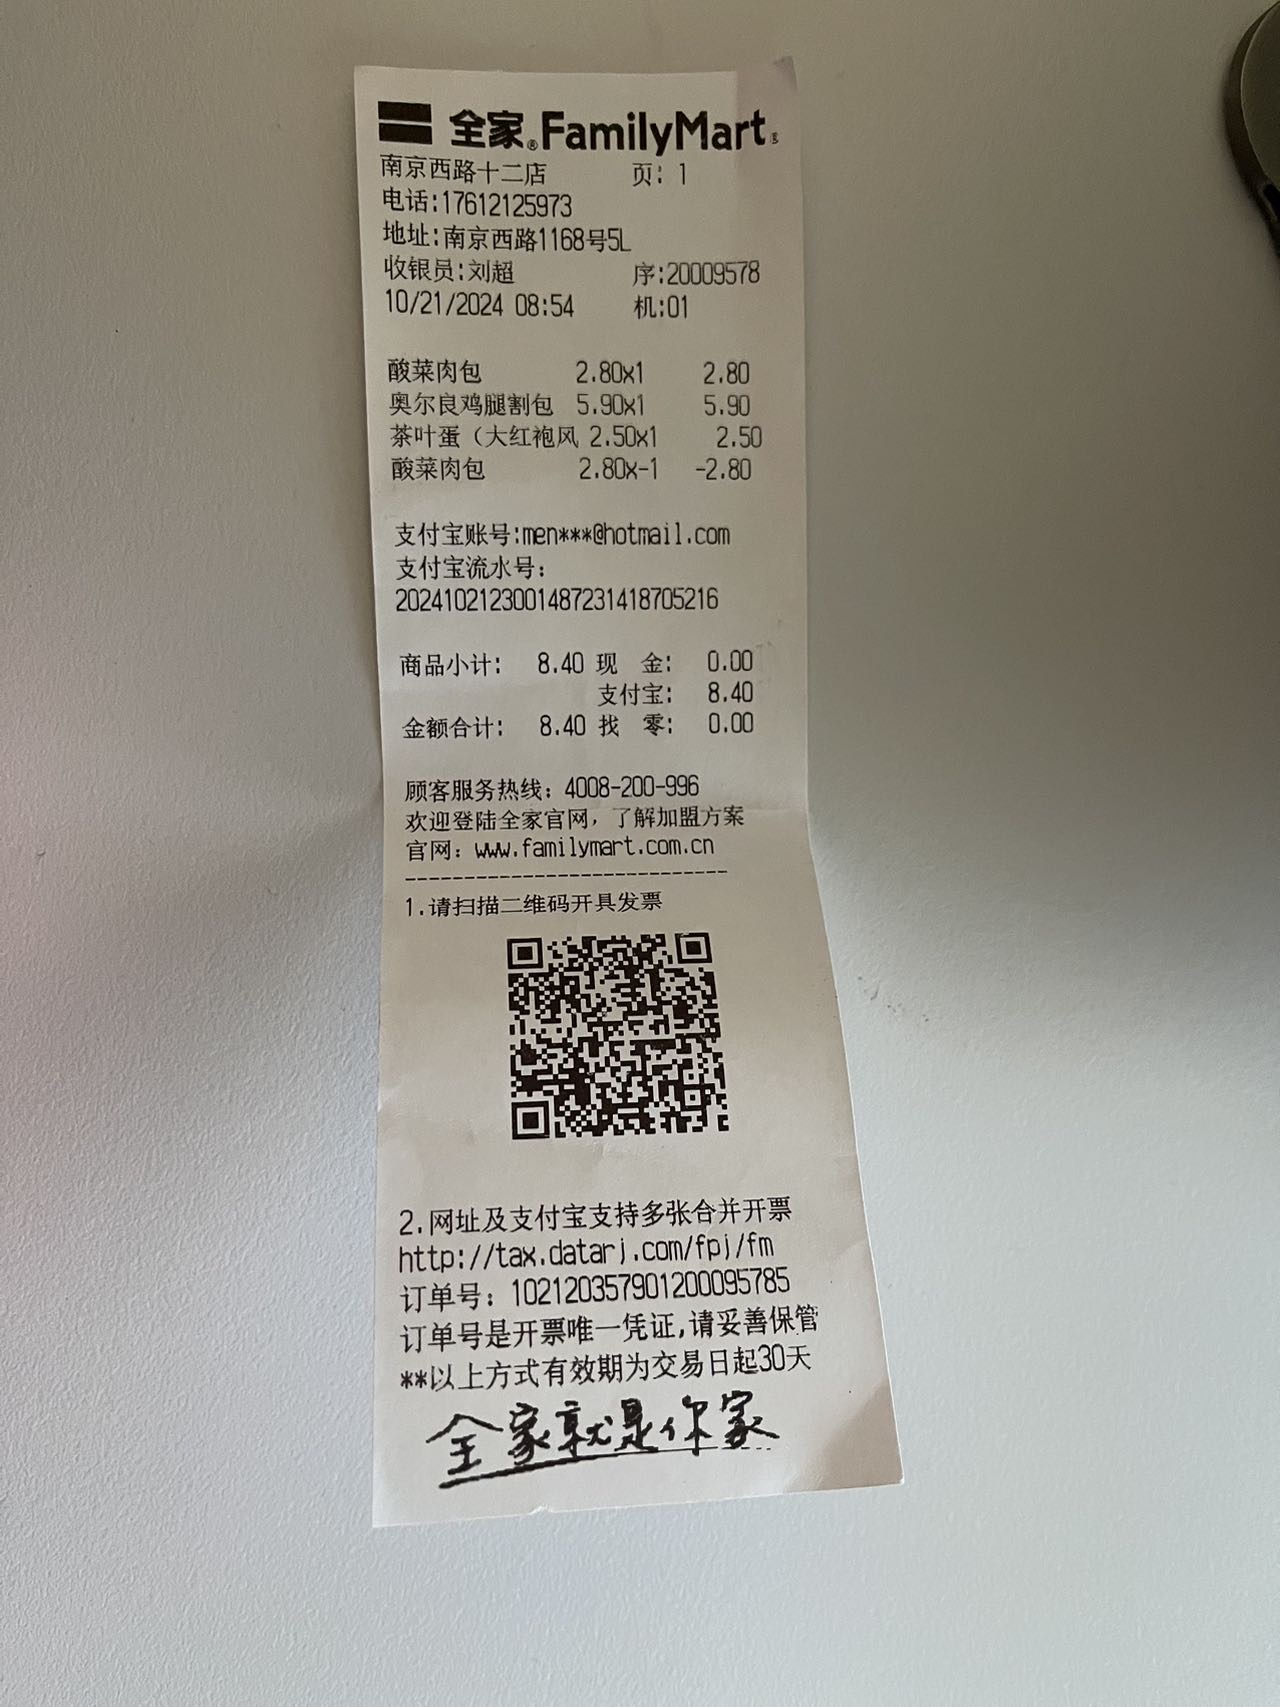 全家®FamilyMart®
南京西路十二店 页: 1
电话:17612125973
地址:南京西路1168号5L
收银员:刘超 序:20009578
10/21/2024 08:54 机:01
酸菜肉包 2.80x1 2.80
奥尔良鸡腿割包 5.90x1 5.90
茶叶蛋（大红袍风 2.50x1 2.50
酸菜肉包 2.80x-1 -2.80
支付宝账号:men***@hotmail.com
支付宝流水号:
2024102123001487231418705216
商品小计: 8.40 现 金: 0.00
支付宝: 8.40
金额合计: 8.40 找 零: 0.00
顾客服务热线: 4008-200-996
欢迎登陆全家官网，了解加盟方案
官网: www.familymart.com.cn
1.请扫描二维码开具发票
2.网址及支付宝支持多张合并开票
http://tax.datarj.com/fpj/fm
订单号: 102120357901200095785
订单号是开票唯一凭证,请妥善保管
**以上方式有效期为交易日起30天
全家就是你家